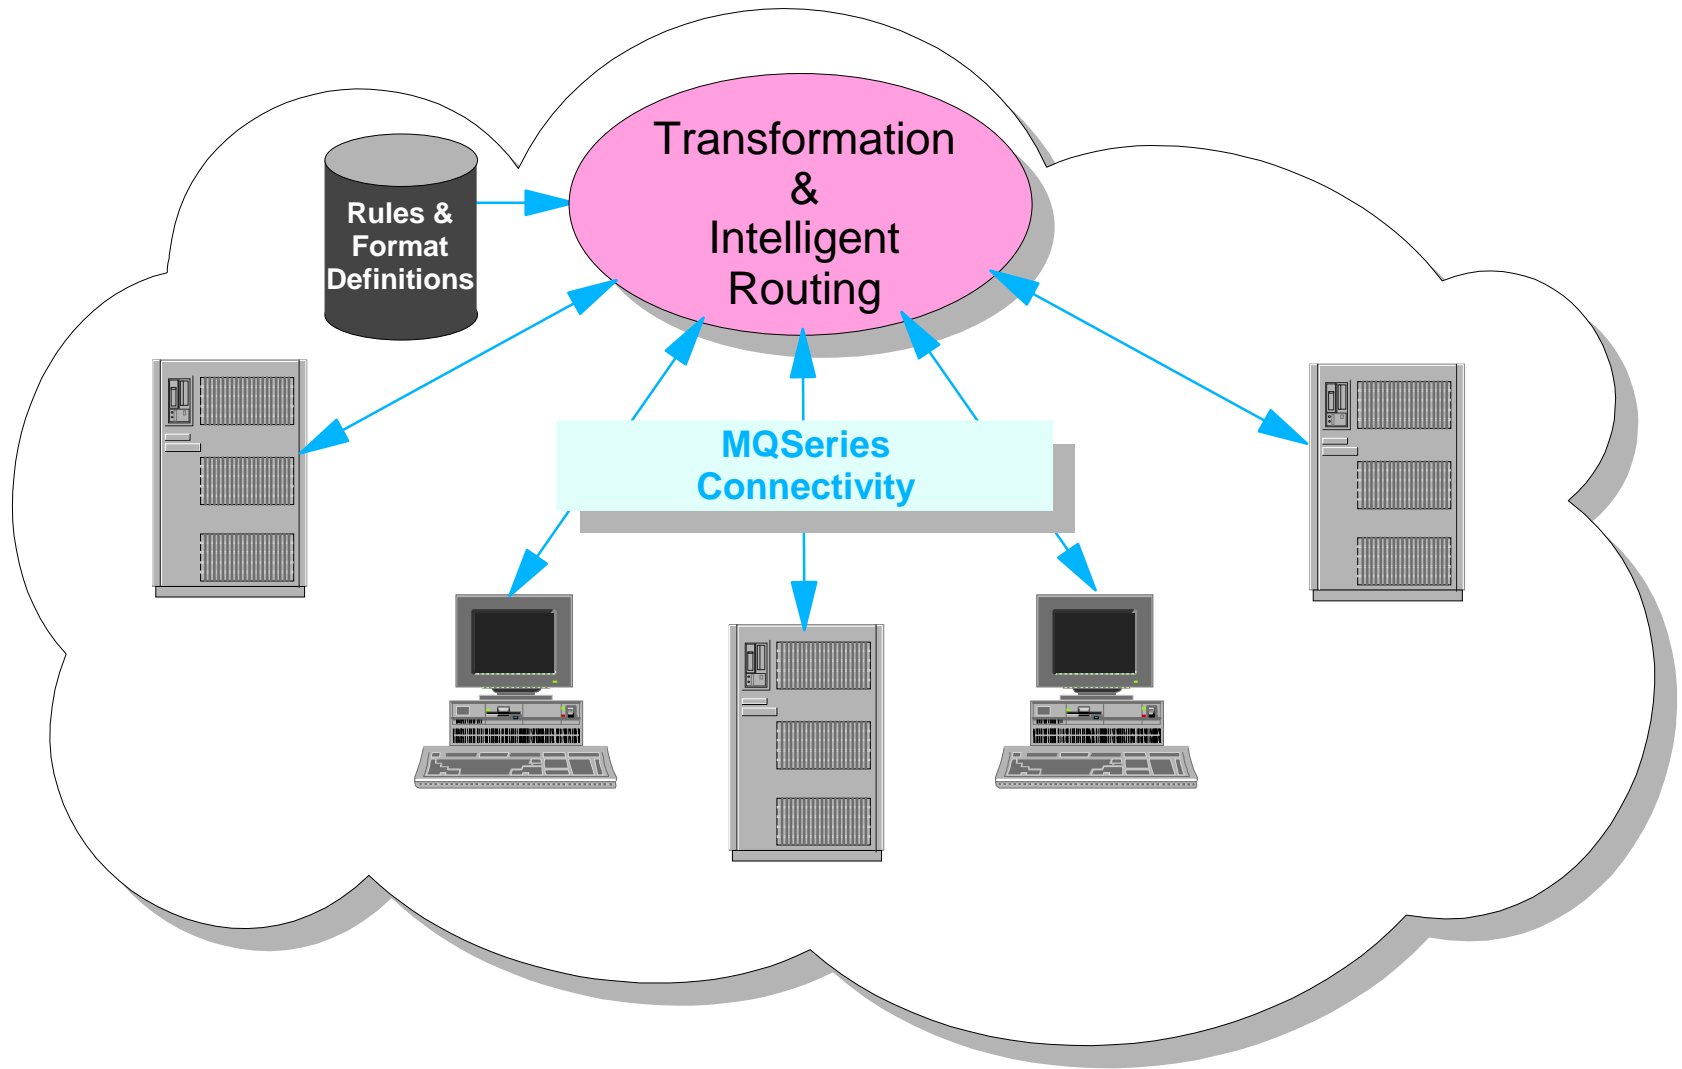 Transformation
&
Intelligent
Routing
Rules &
Format
Definitions
MQSeries
Connectivity